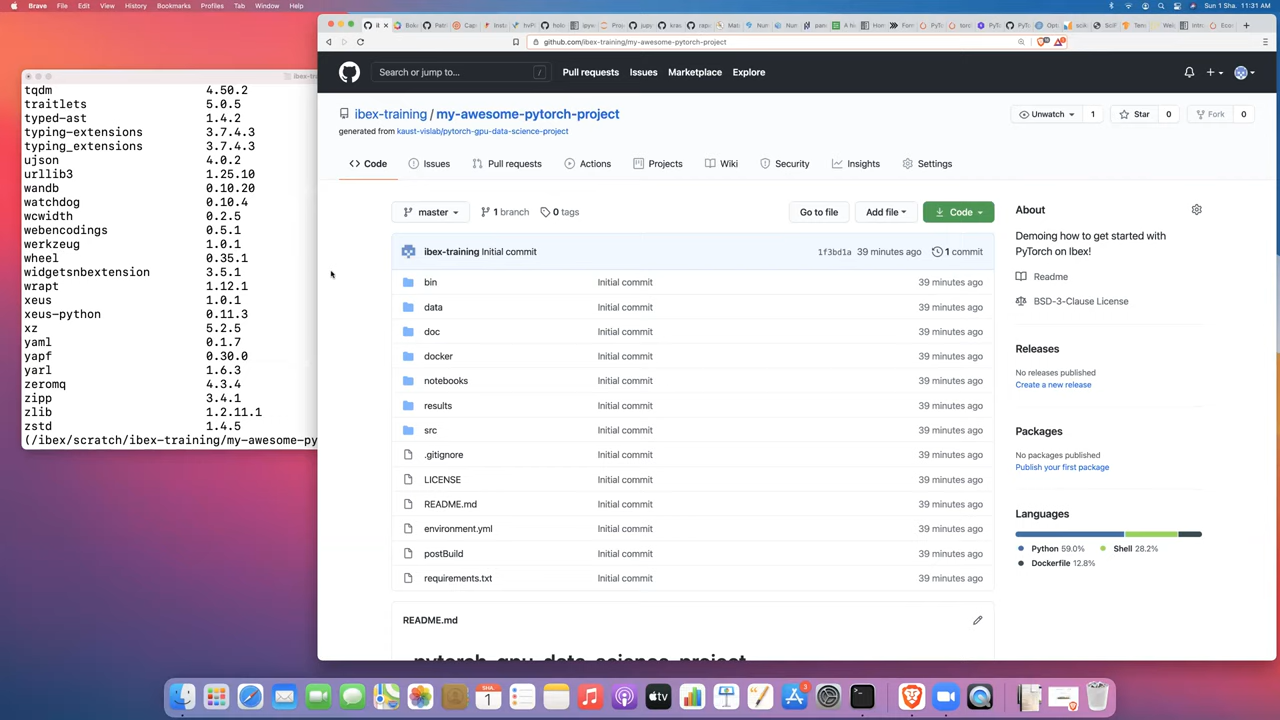 Brave File Edit View History Bookmarks Profiles Tab Window Help
Sun 1 Sha. 11:31 AM
github.com/ibex-training/my-awesome-pytorch-project
Search or jump to... /
Pull requests Issues Marketplace Explore
ibex-training / my-awesome-pytorch-project
generated from kaust-vislab/pytorch-gpu-data-science-project
Unwatch 1 Star 0 Fork 0
Code Issues Pull requests Actions Projects Wiki Security Insights Settings
master 1 branch 0 tags Go to file Add file Code
ibex-training Initial commit 1f3bd1a 39 minutes ago 1 commit
bin Initial commit 39 minutes ago
data Initial commit 39 minutes ago
doc Initial commit 39 minutes ago
docker Initial commit 39 minutes ago
notebooks Initial commit 39 minutes ago
results Initial commit 39 minutes ago
src Initial commit 39 minutes ago
.gitignore Initial commit 39 minutes ago
LICENSE Initial commit 39 minutes ago
README.md Initial commit 39 minutes ago
environment.yml Initial commit 39 minutes ago
postBuild Initial commit 39 minutes ago
requirements.txt Initial commit 39 minutes ago
README.md
pytorch-gpu-data-science-project
About
Demoing how to get started with
PyTorch on Ibex!
Readme
BSD-3-Clause License
Releases
No releases published
Create a new release
Packages
No packages published
Publish your first package
Languages
Python 59.0% Shell 28.2%
Dockerfile 12.8%
tqdm 4.50.2
traitlets 5.0.5
typed-ast 1.4.2
typing-extensions 3.7.4.3
typing_extensions 3.7.4.3
ujson 4.0.2
urllib3 1.25.10
wandb 0.10.20
watchdog 0.10.4
wcwidth 0.2.5
webencodings 0.5.1
werkzeug 1.0.1
wheel 0.35.1
widgetsnbextension 3.5.1
wrapt 1.12.1
xeus 1.0.1
xeus-python 0.11.3
xz 5.2.5
yaml 0.1.7
yapf 0.30.0
yarl 1.6.3
zeromq 4.3.4
zipp 3.4.1
zlib 1.2.11.1
zstd 1.4.5
(/ibex/scratch/ibex-training/my-awesome-py
SHA.
1
tv
3